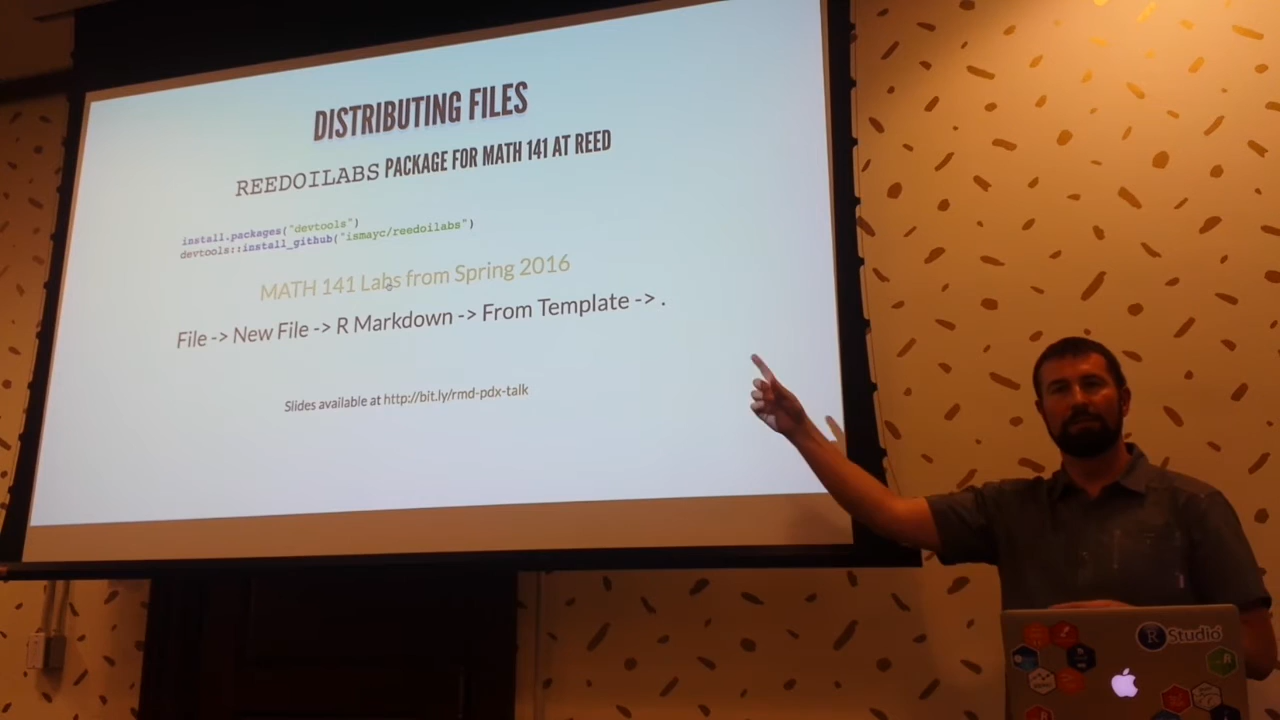 DISTRIBUTING FILES
REEDOILABS PACKAGE FOR MATH 141 AT REED
install.packages("devtools")
devtools::install_github("ismayc/reedoilabs")
MATH 141 Labs from Spring 2016
File -> New File -> R Markdown -> From Template -> .
Slides available at http://bit.ly/rmd-pdx-talk
R Studio
R